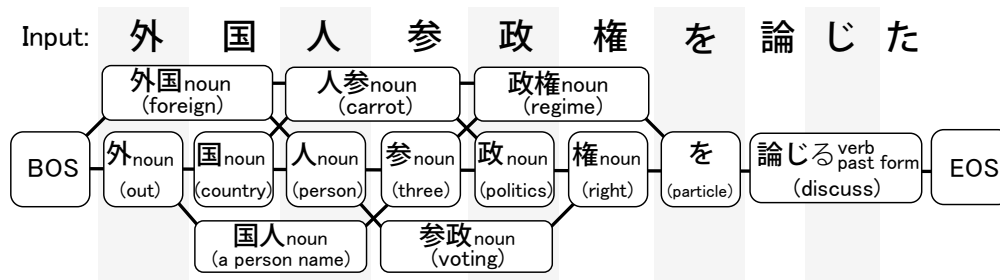 Input: 外 国 人 参 政 権 を 論 じ た
外国noun 人参noun 政権noun
(foreign) (carrot) (regime)
BOS 外noun 国noun 人noun 参noun 政noun 権noun を 論じる verb past form EOS
(out) (country) (person) (three) (politics) (right) (particle) (discuss)
国人noun 参政noun
(a person name) (voting)